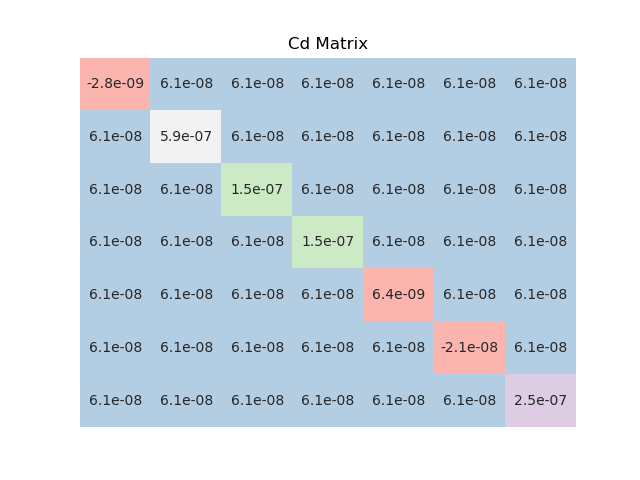 Cd Matrix
-2.8e-09 6.1e-08 6.1e-08 6.1e-08 6.1e-08 6.1e-08 6.1e-08
6.1e-08 5.9e-07 6.1e-08 6.1e-08 6.1e-08 6.1e-08 6.1e-08
6.1e-08 6.1e-08 1.5e-07 6.1e-08 6.1e-08 6.1e-08 6.1e-08
6.1e-08 6.1e-08 6.1e-08 1.5e-07 6.1e-08 6.1e-08 6.1e-08
6.1e-08 6.1e-08 6.1e-08 6.1e-08 6.4e-09 6.1e-08 6.1e-08
6.1e-08 6.1e-08 6.1e-08 6.1e-08 6.1e-08 -2.1e-08 6.1e-08
6.1e-08 6.1e-08 6.1e-08 6.1e-08 6.1e-08 6.1e-08 2.5e-07